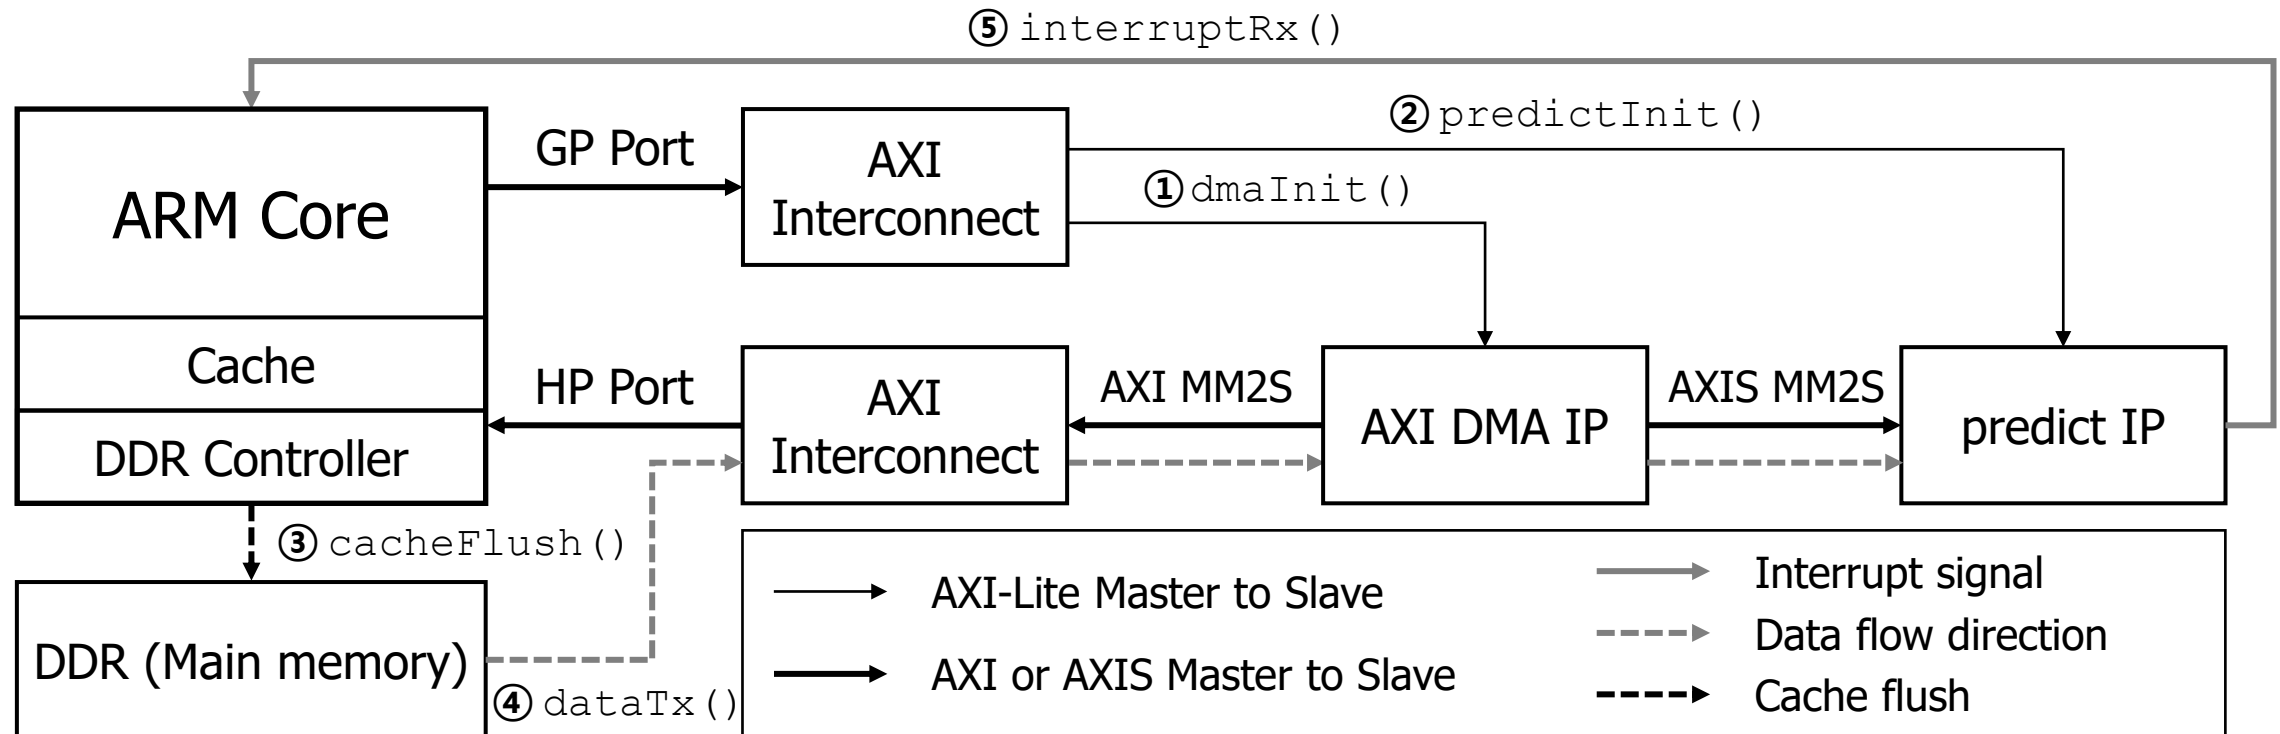 ⑤ interruptRx()
② predictInit()
GP Port
AXI
Interconnect
① dmaInit()
ARM Core
Cache
HP Port
AXI
Interconnect
AXI MM2S
AXI DMA IP
AXIS MM2S
predict IP
DDR Controller
③ cacheFlush()
DDR (Main memory)
④ dataTx()
AXI-Lite Master to Slave
AXI or AXIS Master to Slave
Interrupt signal
Data flow direction
Cache flush